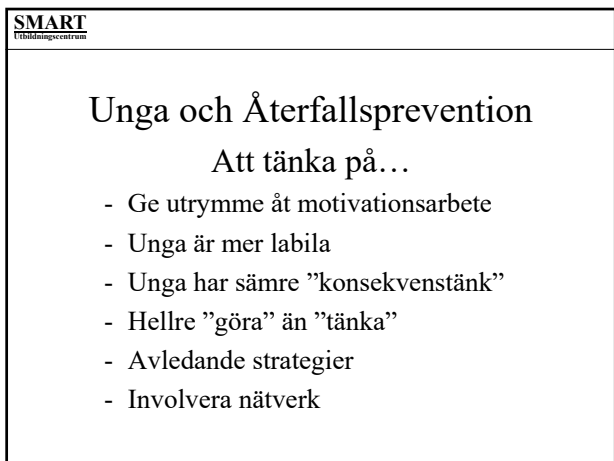 SMART
Utbildningscentrum
Unga och Återfallsprevention
Att tänka på…
- Ge utrymme åt motivationsarbete
- Unga är mer labila
- Unga har sämre ”konsekvenstänk”
- Hellre ”göra” än ”tänka”
- Avledande strategier
- Involvera nätverk